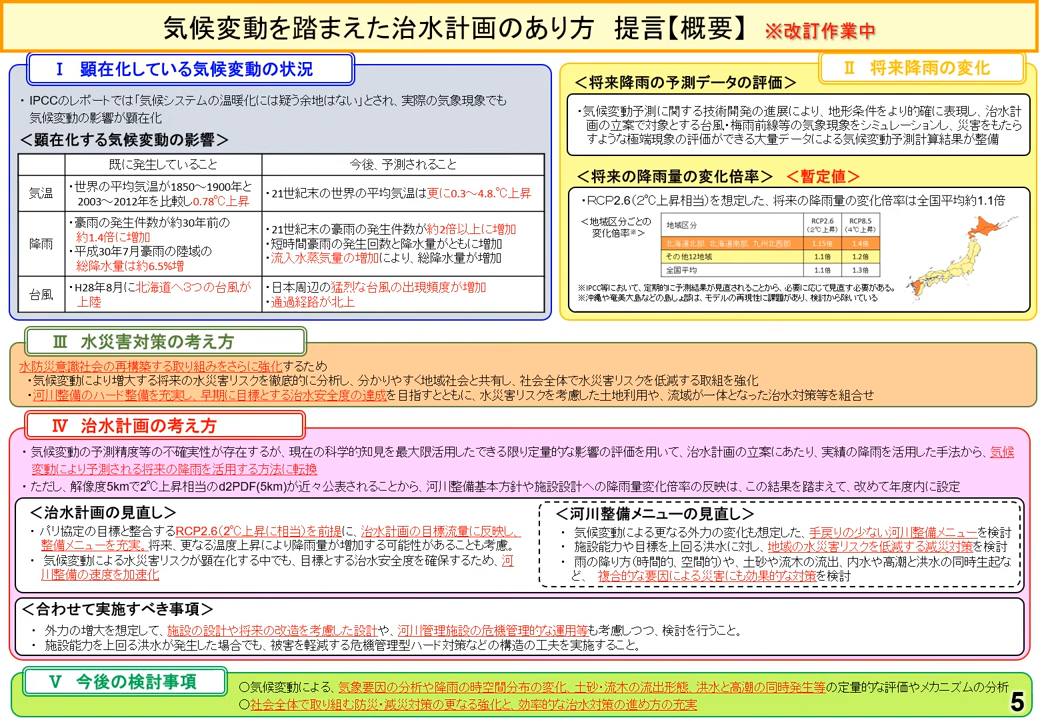 気候変動を踏まえた治水計画のあり方　提言【概要】 ※改訂作業中
Ⅰ　顕在化している気候変動の状況
・IPCCのレポートでは「気候システムの温暖化には疑う余地はない」とされ、実際の気象現象でも
気候変動の影響が顕在化
＜顕在化する気候変動の影響＞
既に発生していること　今後、予測されること
気温
・世界の平均気温が1850～1900年と
2003～2012年を比較し0.78℃上昇
・21世紀末の世界の平均気温は更に0.3～4.8.℃上昇
降雨
・豪雨の発生件数が約30年前の
約1.4倍に増加
・平成30年7月豪雨の陸域の
総降水量は約6.5%増
・21世紀末の豪雨の発生件数が約2倍以上に増加
・短時間豪雨の発生回数と降水量がともに増加
・流入水蒸気量の増加により、総降水量が増加
台風
・H28年8月に北海道へ3つの台風が
上陸
・日本周辺の猛烈な台風の出現頻度が増加
・通過経路が北上
Ⅱ　将来降雨の変化
＜将来降雨の予測データの評価＞
・気候変動予測に関する技術開発の進展により、地形条件をより的確に表現し、治水計
画の立案で対象とする台風・梅雨前線等の気象現象をシミュレーションし、災害をもたら
すような極端現象の評価ができる大量データによる気候変動予測計算結果が整備
＜将来の降雨量の変化倍率＞　＜暫定値＞
・RCP2.6（2℃上昇相当）を想定した、将来の降雨量の変化倍率は全国平均約1.1倍
＜地域区分ごとの
変化倍率※＞
地域区分　RCP2.6　RCP8.5
（2℃上昇）　（4℃上昇）
北海道北部、北海道南部、九州北西部　1.15倍　1.4倍
その他12地域　1.1倍　1.2倍
全国平均　1.1倍　1.3倍
※IPCC等において、定期的に予測結果が見直されることから、必要に応じて見直す必要がある。
※沖縄や奄美大島などの島しょ部は、モデルの再現性に課題があり、検討から除いている
Ⅲ　水災害対策の考え方
水防災意識社会の再構築する取り組みをさらに強化するため
・気候変動により増大する将来の水災害リスクを徹底的に分析し、分かりやすく地域社会と共有し、社会全体で水災害リスクを低減する取組を強化
・河川整備のハード整備を充実し、早期に目標とする治水安全度の達成を目指すとともに、水災害リスクを考慮した土地利用や、流域が一体となった治水対策等を組合せ
Ⅳ　治水計画の考え方
・気候変動の予測精度等の不確実性が存在するが、現在の科学的知見を最大限活用したできる限り定量的な影響の評価を用いて、治水計画の立案にあたり、実績の降雨を活用した手法から、気候
変動により予測される将来の降雨を活用する方法に転換
・ただし、解像度5kmで2℃上昇相当のd2PDF(5km)が近々公表されることから、河川整備基本方針や施設設計への降雨量変化倍率の反映は、この結果を踏まえて、改めて年度内に設定
＜治水計画の見直し＞
・パリ協定の目標と整合するRCP2.6(2℃上昇に相当)を前提に、治水計画の目標流量に反映し、
整備メニューを充実。将来、更なる温度上昇により降雨量が増加する可能性があることも考慮。
・気候変動による水災害リスクが顕在化する中でも、目標とする治水安全度を確保するため、河
川整備の速度を加速化
＜河川整備メニューの見直し＞
・気候変動による更なる外力の変化も想定した、手戻りの少ない河川整備メニューを検討
・施設能力や目標を上回る洪水に対し、地域の水災害リスクを低減する減災対策を検討
・雨の降り方（時間的、空間的）や、土砂や流木の流出、内水や高潮と洪水の同時生起な
ど、複合的な要因による災害にも効果的な対策を検討
＜合わせて実施すべき事項＞
・外力の増大を想定して、施設の設計や将来の改造を考慮した設計や、河川管理施設の危機管理的な運用等も考慮しつつ、検討を行うこと。
・施設能力を上回る洪水が発生した場合でも、被害を軽減する危機管理型ハード対策などの構造の工夫を実施すること。
Ⅴ　今後の検討事項
○気候変動による、気象要因の分析や降雨の時空間分布の変化、土砂・流木の流出形態、洪水と高潮の同時発生等の定量的な評価やメカニズムの分析
○社会全体で取り組む防災・減災対策の更なる強化と、効率的な治水対策の進め方の充実
5